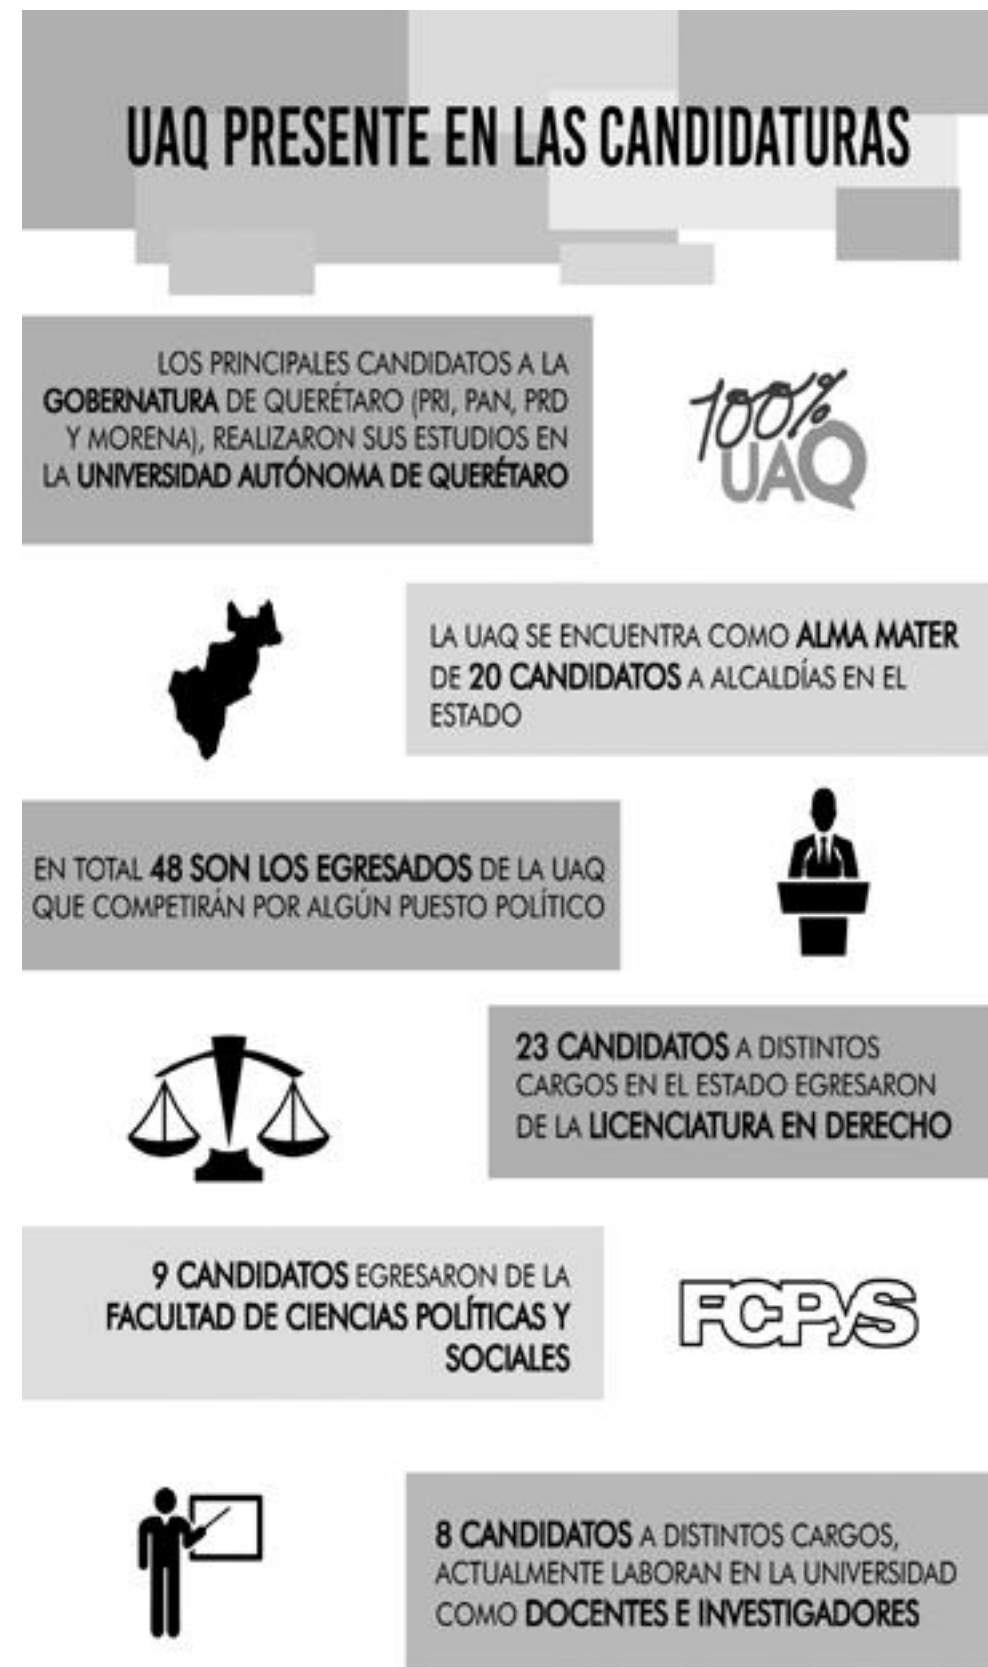 UAQ PRESENTE EN LAS CANDIDATURAS
LOS PRINCIPALES CANDIDATOS A LA
GOBERNATURA DE QUERÉTARO (PRI, PAN, PRD
Y MORENA), REALIZARON SUS ESTUDIOS EN
LA UNIVERSIDAD AUTÓNOMA DE QUERÉTARO
100%
UAQ
LA UAQ SE ENCUENTRA COMO ALMA MATER
DE 20 CANDIDATOS A ALCALDÍAS EN EL
ESTADO
EN TOTAL 48 SON LOS EGRESADOS DE LA UAQ
QUE COMPETIRÁN POR ALGÚN PUESTO POLÍTICO
23 CANDIDATOS A DISTINTOS
CARGOS EN EL ESTADO EGRESARON
DE LA LICENCIATURA EN DERECHO
9 CANDIDATOS EGRESARON DE LA
FACULTAD DE CIENCIAS POLÍTICAS Y
SOCIALES
FCPyS
8 CANDIDATOS A DISTINTOS CARGOS,
ACTUALMENTE LABORAN EN LA UNIVERSIDAD
COMO DOCENTES E INVESTIGADORES